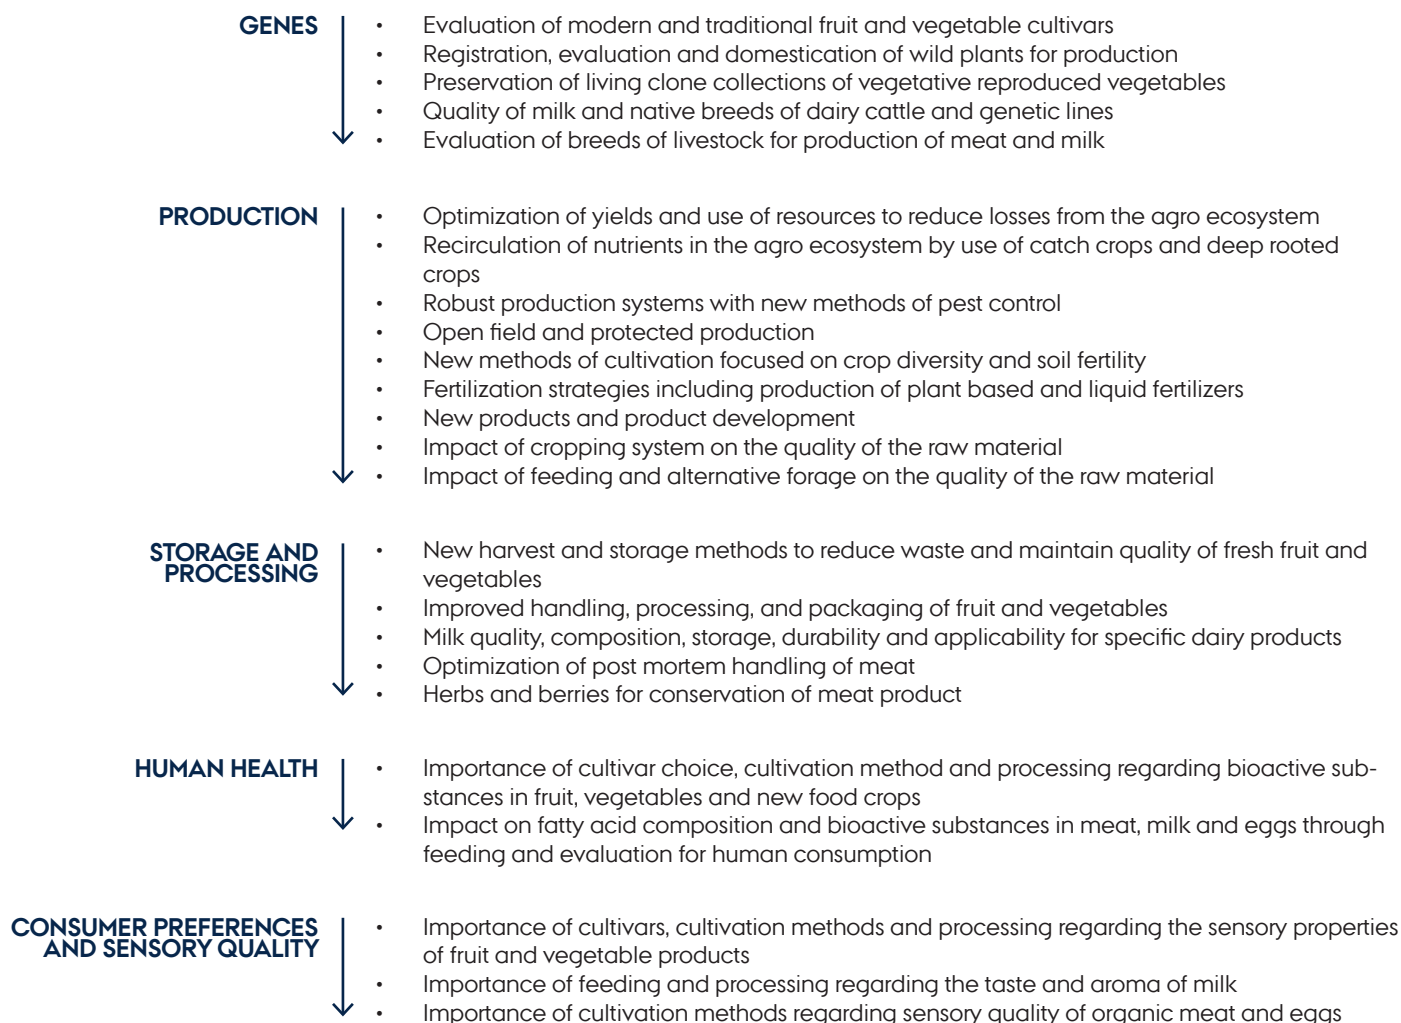 GENES
• Evaluation of modern and traditional fruit and vegetable cultivars
• Registration, evaluation and domestication of wild plants for production
• Preservation of living clone collections of vegetative reproduced vegetables
• Quality of milk and native breeds of dairy cattle and genetic lines
• Evaluation of breeds of livestock for production of meat and milk
PRODUCTION
• Optimization of yields and use of resources to reduce losses from the agro ecosystem
• Recirculation of nutrients in the agro ecosystem by use of catch crops and deep rooted
crops
• Robust production systems with new methods of pest control
• Open field and protected production
• New methods of cultivation focused on crop diversity and soil fertility
• Fertilization strategies including production of plant based and liquid fertilizers
• New products and product development
• Impact of cropping system on the quality of the raw material
• Impact of feeding and alternative forage on the quality of the raw material
STORAGE AND
PROCESSING
• New harvest and storage methods to reduce waste and maintain quality of fresh fruit and
vegetables
• Improved handling, processing, and packaging of fruit and vegetables
• Milk quality, composition, storage, durability and applicability for specific dairy products
• Optimization of post mortem handling of meat
• Herbs and berries for conservation of meat product
HUMAN HEALTH
• Importance of cultivar choice, cultivation method and processing regarding bioactive sub-
stances in fruit, vegetables and new food crops
• Impact on fatty acid composition and bioactive substances in meat, milk and eggs through
feeding and evaluation for human consumption
CONSUMER PREFERENCES
AND SENSORY QUALITY
• Importance of cultivars, cultivation methods and processing regarding the sensory properties
of fruit and vegetable products
• Importance of feeding and processing regarding the taste and aroma of milk
• Importance of cultivation methods regarding sensory quality of organic meat and eggs